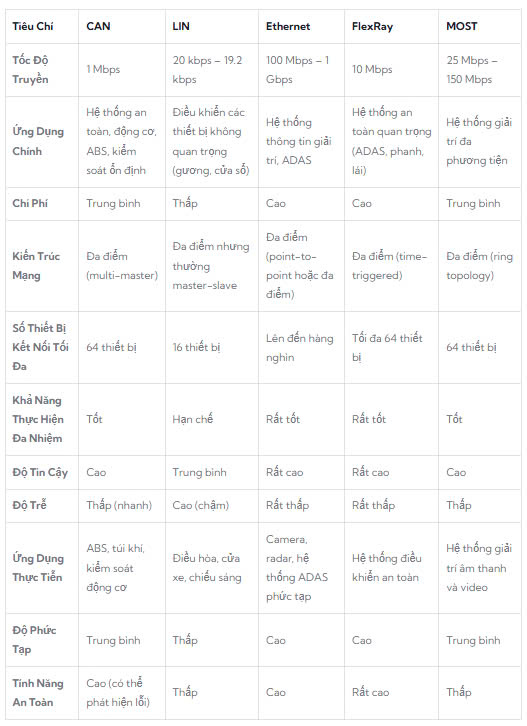 Tiêu Chí CAN LIN Ethernet FlexRay MOST
Tốc Độ
Truyền
1 Mbps
20 kbps – 19.2
kbps
100 Mbps – 1
Gbps
10 Mbps
25 Mbps –
150 Mbps
Ứng Dụng
Chính
Hệ thống an
toàn, động cơ,
ABS, kiểm
soát ổn định
Điều khiển các
thiết bị không
quan trọng
(gương, cửa sổ)
Hệ thống
thông tin giải
trí, ADAS
Hệ thống an
toàn quan trọng
(ADAS, phanh,
lái)
Hệ thống giải
trí đa
phương tiện
Chi Phí Trung bình Thấp Cao Cao Trung bình
Kiến Trúc
Mạng
Đa điểm
(multi-master)
Đa điểm nhưng
thường
master-slave
Đa điểm
(point-to-
point hoặc đa
điểm)
Đa điểm (time-
triggered)
Đa điểm (ring
topology)
Số Thiết Bị
Kết Nối Tối
Đa
64 thiết bị
16 thiết bị
Lên đến hàng
nghìn
Tối đa 64 thiết
bị
64 thiết bị
Khả Năng
Thực Hiện
Đa Nhiệm
Tốt
Hạn chế
Rất tốt
Rất tốt
Tốt
Độ Tin Cậy Cao Trung bình Rất cao Rất cao Cao
Độ Trễ Thấp (nhanh) Cao (chậm) Rất thấp Rất thấp Thấp
Ứng Dụng
Thực Tiễn
ABS, túi khí,
kiểm soát
động cơ
Điều hòa, cửa
xe, chiếu sáng
Camera,
radar, hệ
thống ADAS
phức tạp
Hệ thống điều
khiển an toàn
Hệ thống giải
trí âm thanh
và video
Độ Phức
Tạp
Trung bình
Thấp
Cao
Cao
Trung bình
Tính Năng
An Toàn
Cao (có thể
phát hiện lỗi)
Thấp
Cao
Rất cao
Thấp